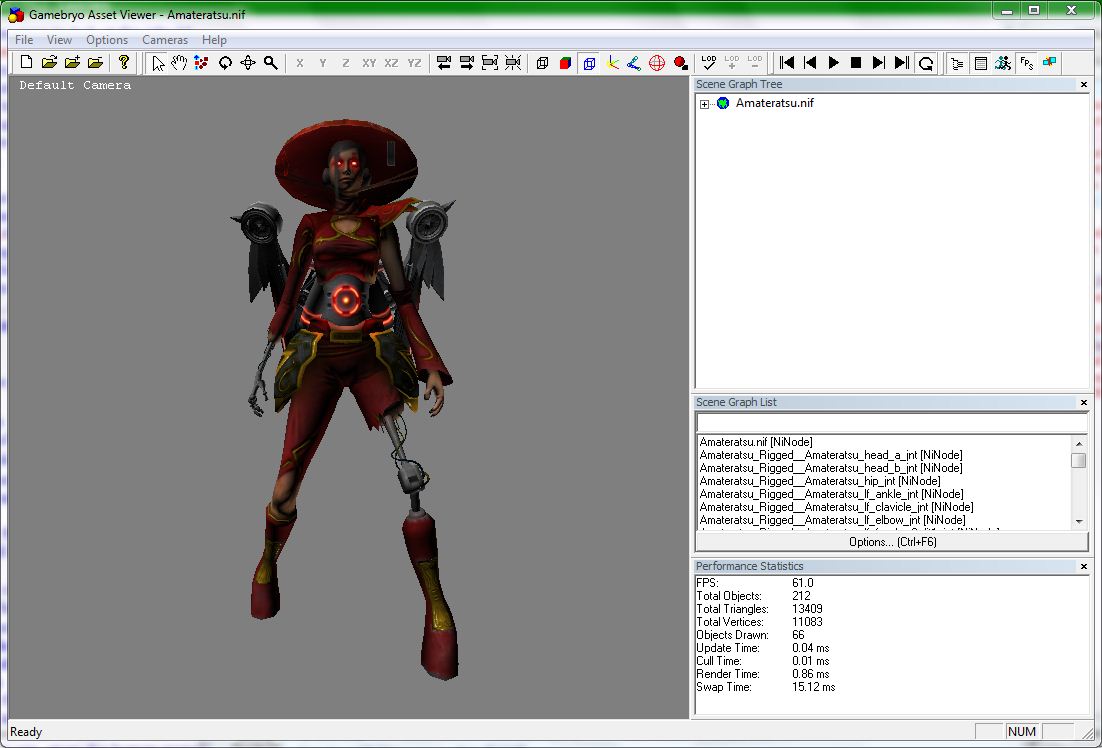 Gamebryo Asset Viewer - Amateratsu.nif
File View Options Cameras Help
X Y Z XY XZ YZ LOD LOD LOD FPS
Default Camera
Scene Graph Tree
Amateratsu.nif
Scene Graph List
Amateratsu.nif [NiNode]
Amateratsu_Rigged__Amateratsu_head_a_jnt [NiNode]
Amateratsu_Rigged__Amateratsu_head_b_jnt [NiNode]
Amateratsu_Rigged__Amateratsu_hip_jnt [NiNode]
Amateratsu_Rigged__Amateratsu_lf_ankle_jnt [NiNode]
Amateratsu_Rigged__Amateratsu_lf_clavicle_jnt [NiNode]
Amateratsu_Rigged__Amateratsu_lf_elbow_jnt [NiNode]
Options... (Ctrl+F6)
Performance Statistics
FPS: 61.0
Total Objects: 212
Total Triangles: 13409
Total Vertices: 11083
Objects Drawn: 66
Update Time: 0.04 ms
Cull Time: 0.01 ms
Render Time: 0.86 ms
Swap Time: 15.12 ms
Ready
NUM